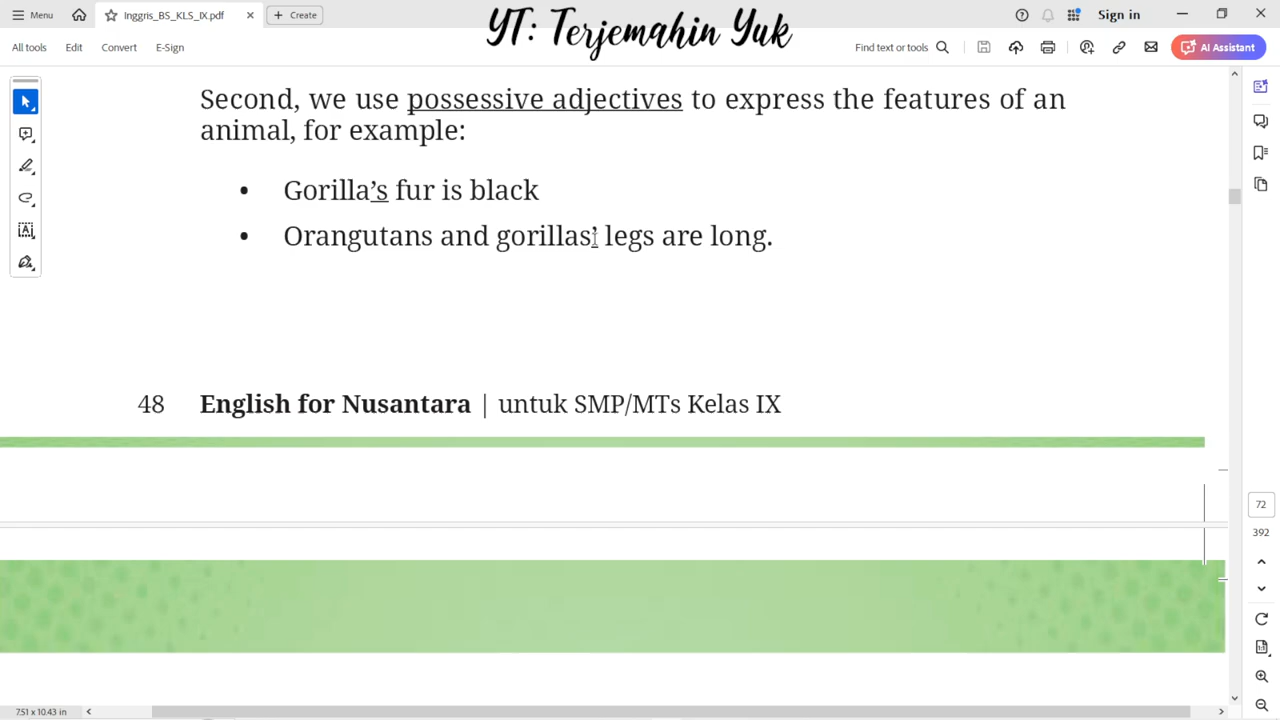 Menu
Inggris_BS_KLS_IX.pdf
Create
YT: Terjemahin Yuk
Sign in
All tools
Edit
Convert
E-Sign
Find text or tools
AI Assistant
Second, we use possessive adjectives to express the features of an
animal, for example:
• Gorilla’s fur is black
• Orangutans and gorillas’ legs are long.
48 English for Nusantara | untuk SMP/MTs Kelas IX
72
392
7.51 x 10.43 in